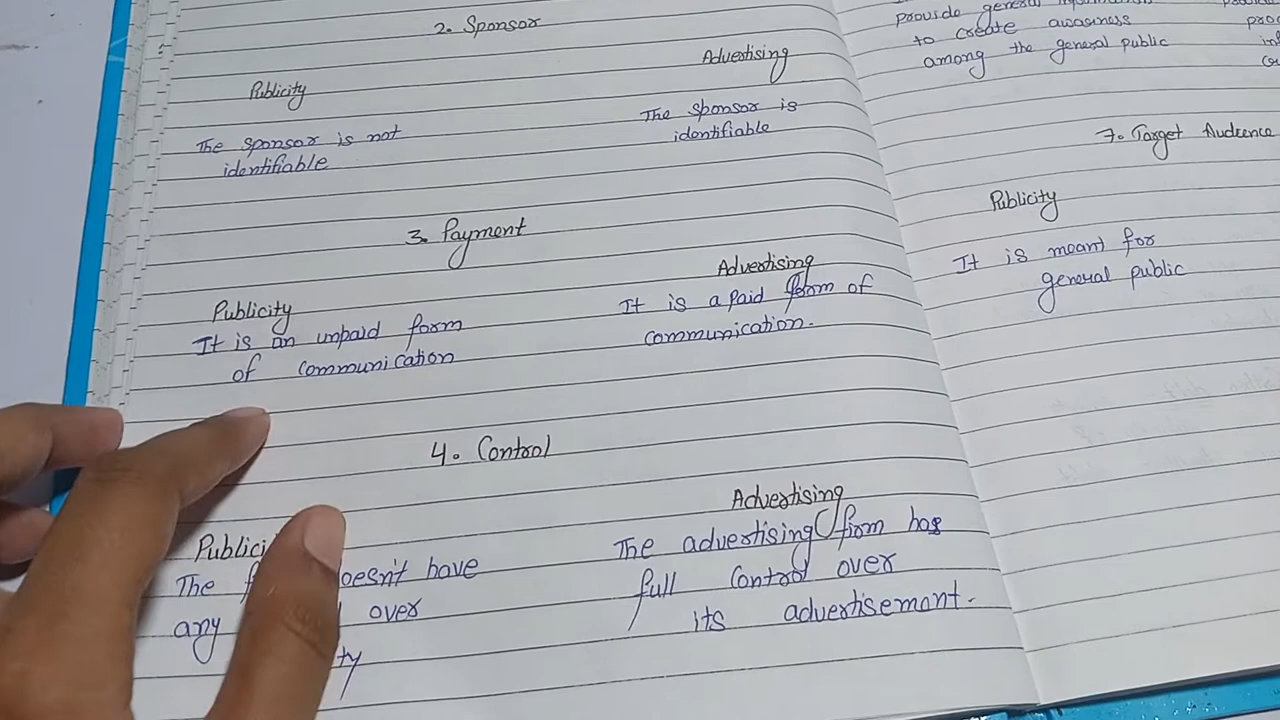 2. Sponsor
Publicity
Advertising
The sponsor is not
identifiable
The sponsor is
identifiable
3. Payment
Publicity
It is an unpaid form
of communication
Advertising
It is a paid form of
communication.
4. Control
Publici
The doesn't have
any over
ty
Advertising
The advertising firm has
full control over
its advertisement.
provide general
to create awareness
among the general public
7. Target Audience
Publicity
It is meant for
general public